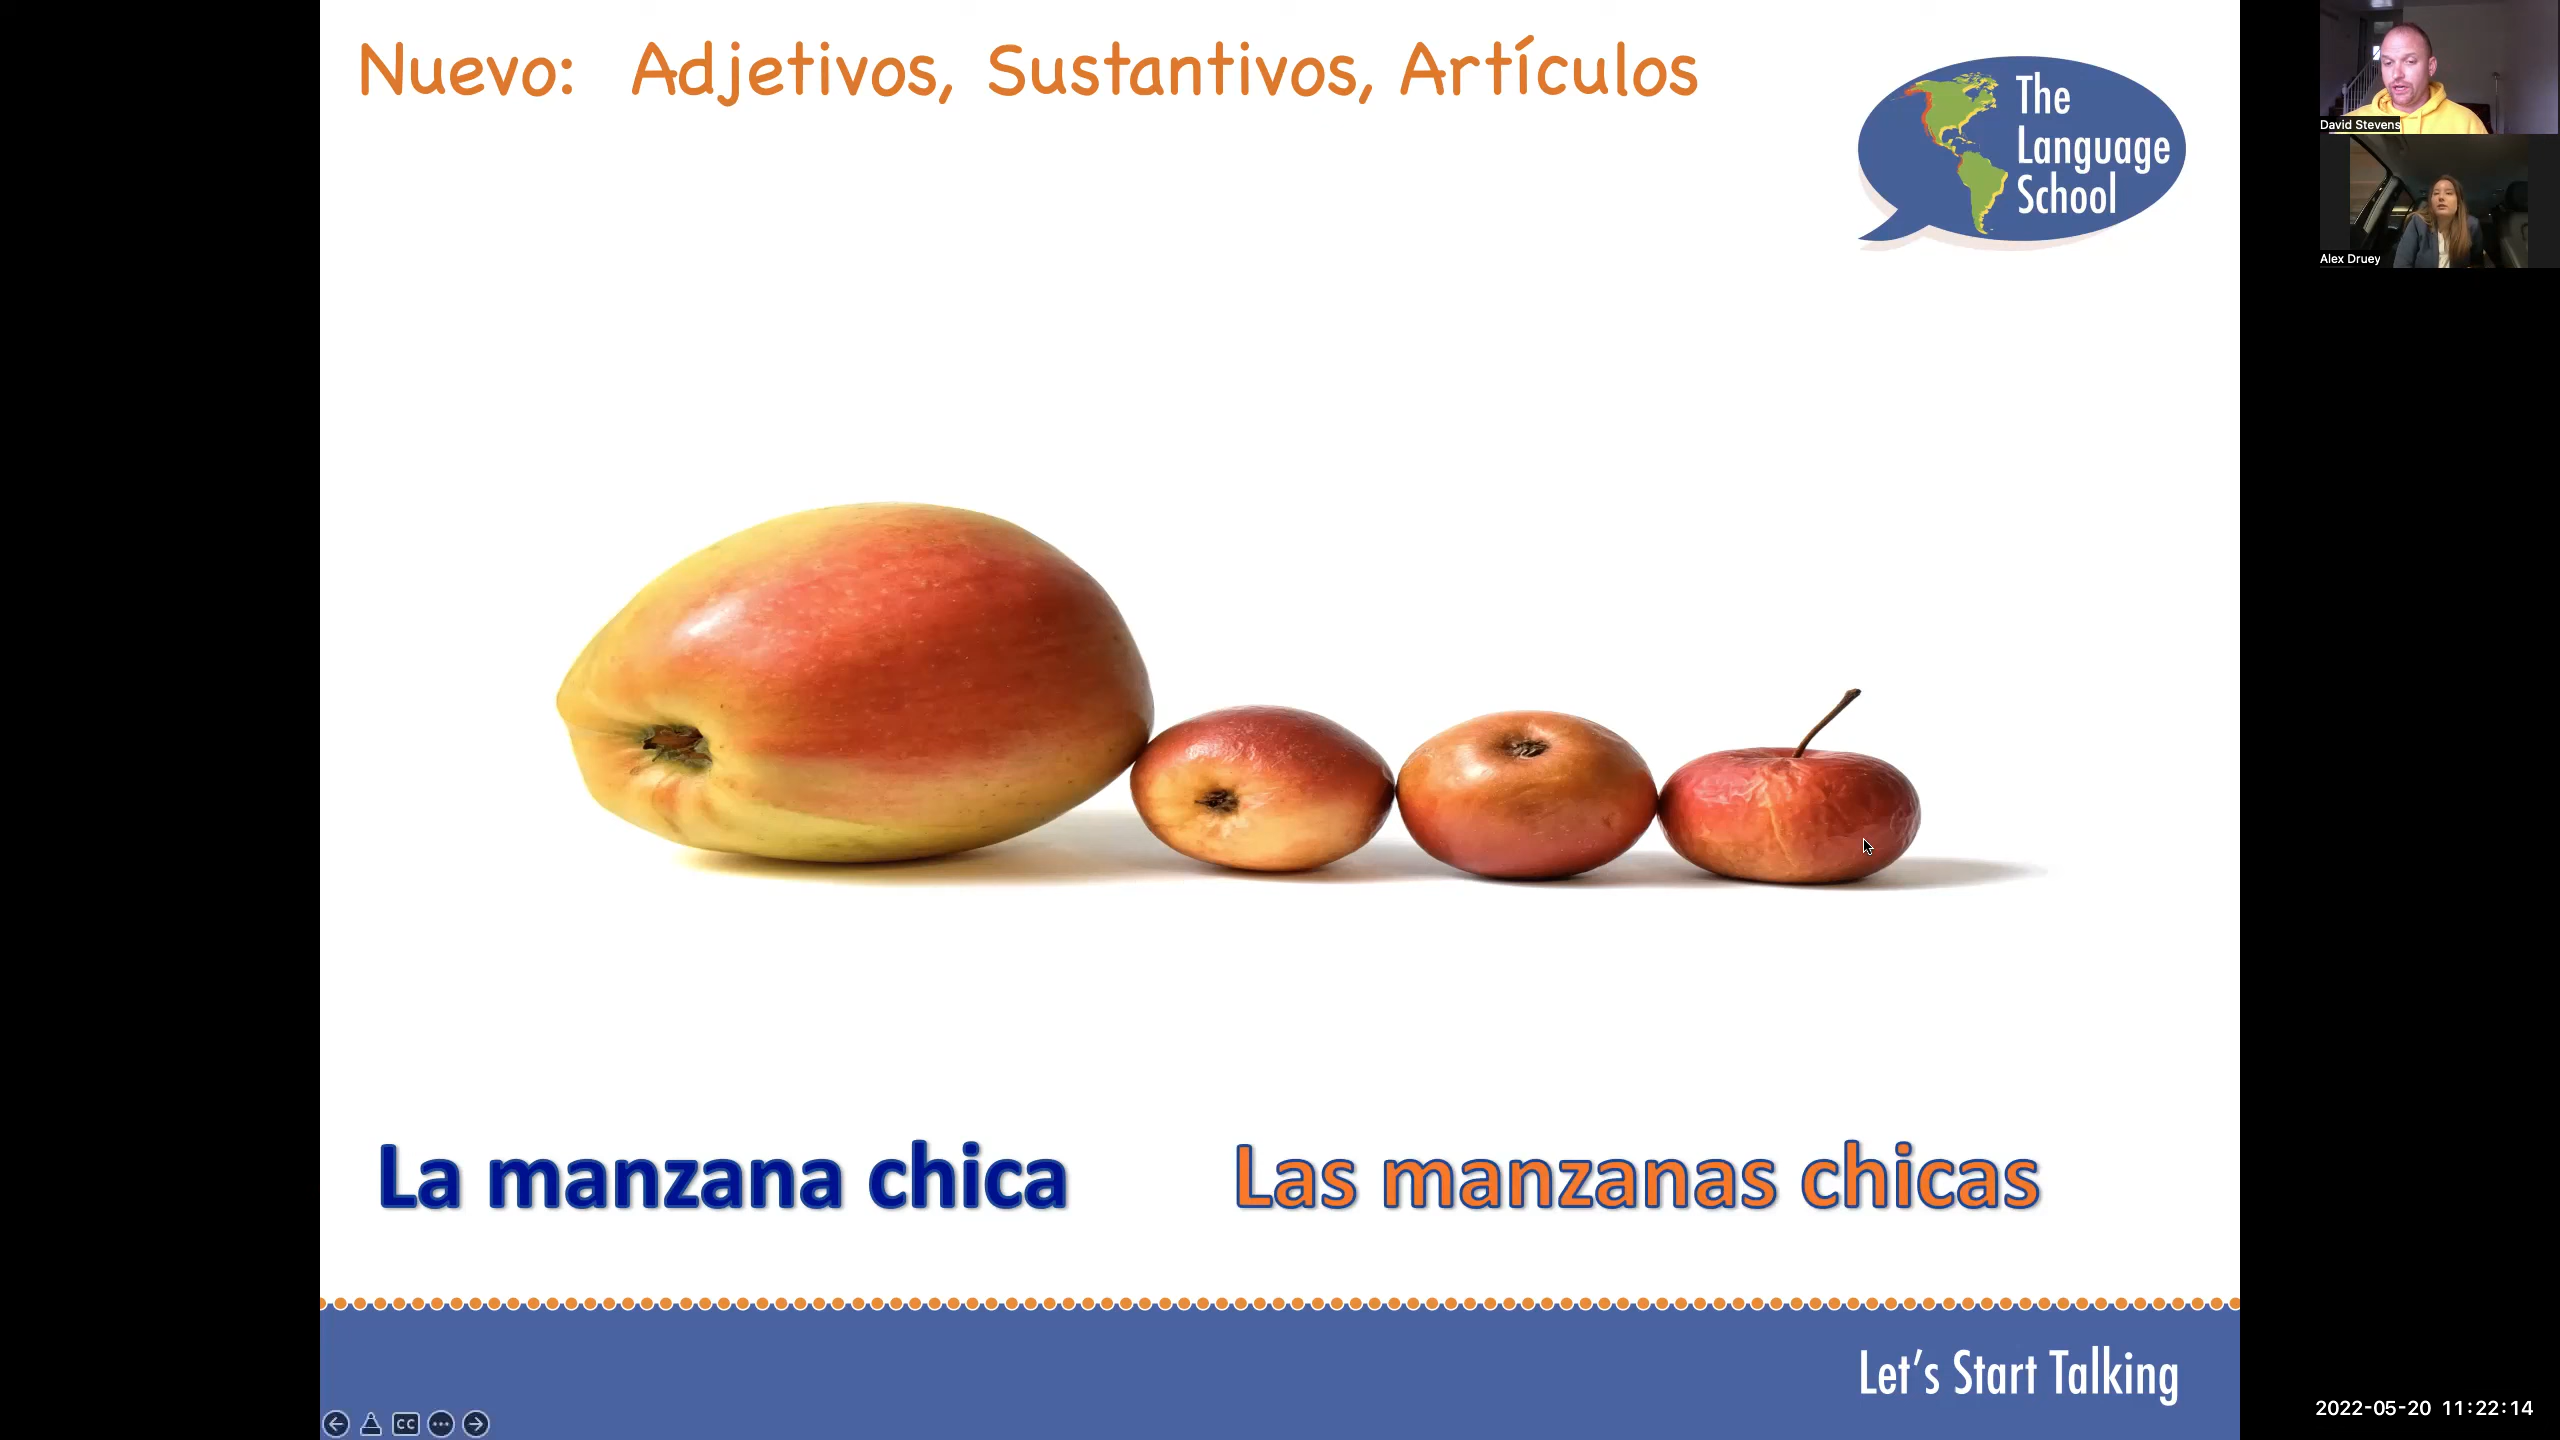 Nuevo: Adjetivos, Sustantivos, Artículos
The
Language
School
David Stevens
Alex Druey
La manzana chica
Las manzanas chicas
Let's Start Talking
CC
2022-05-20 11:22:14